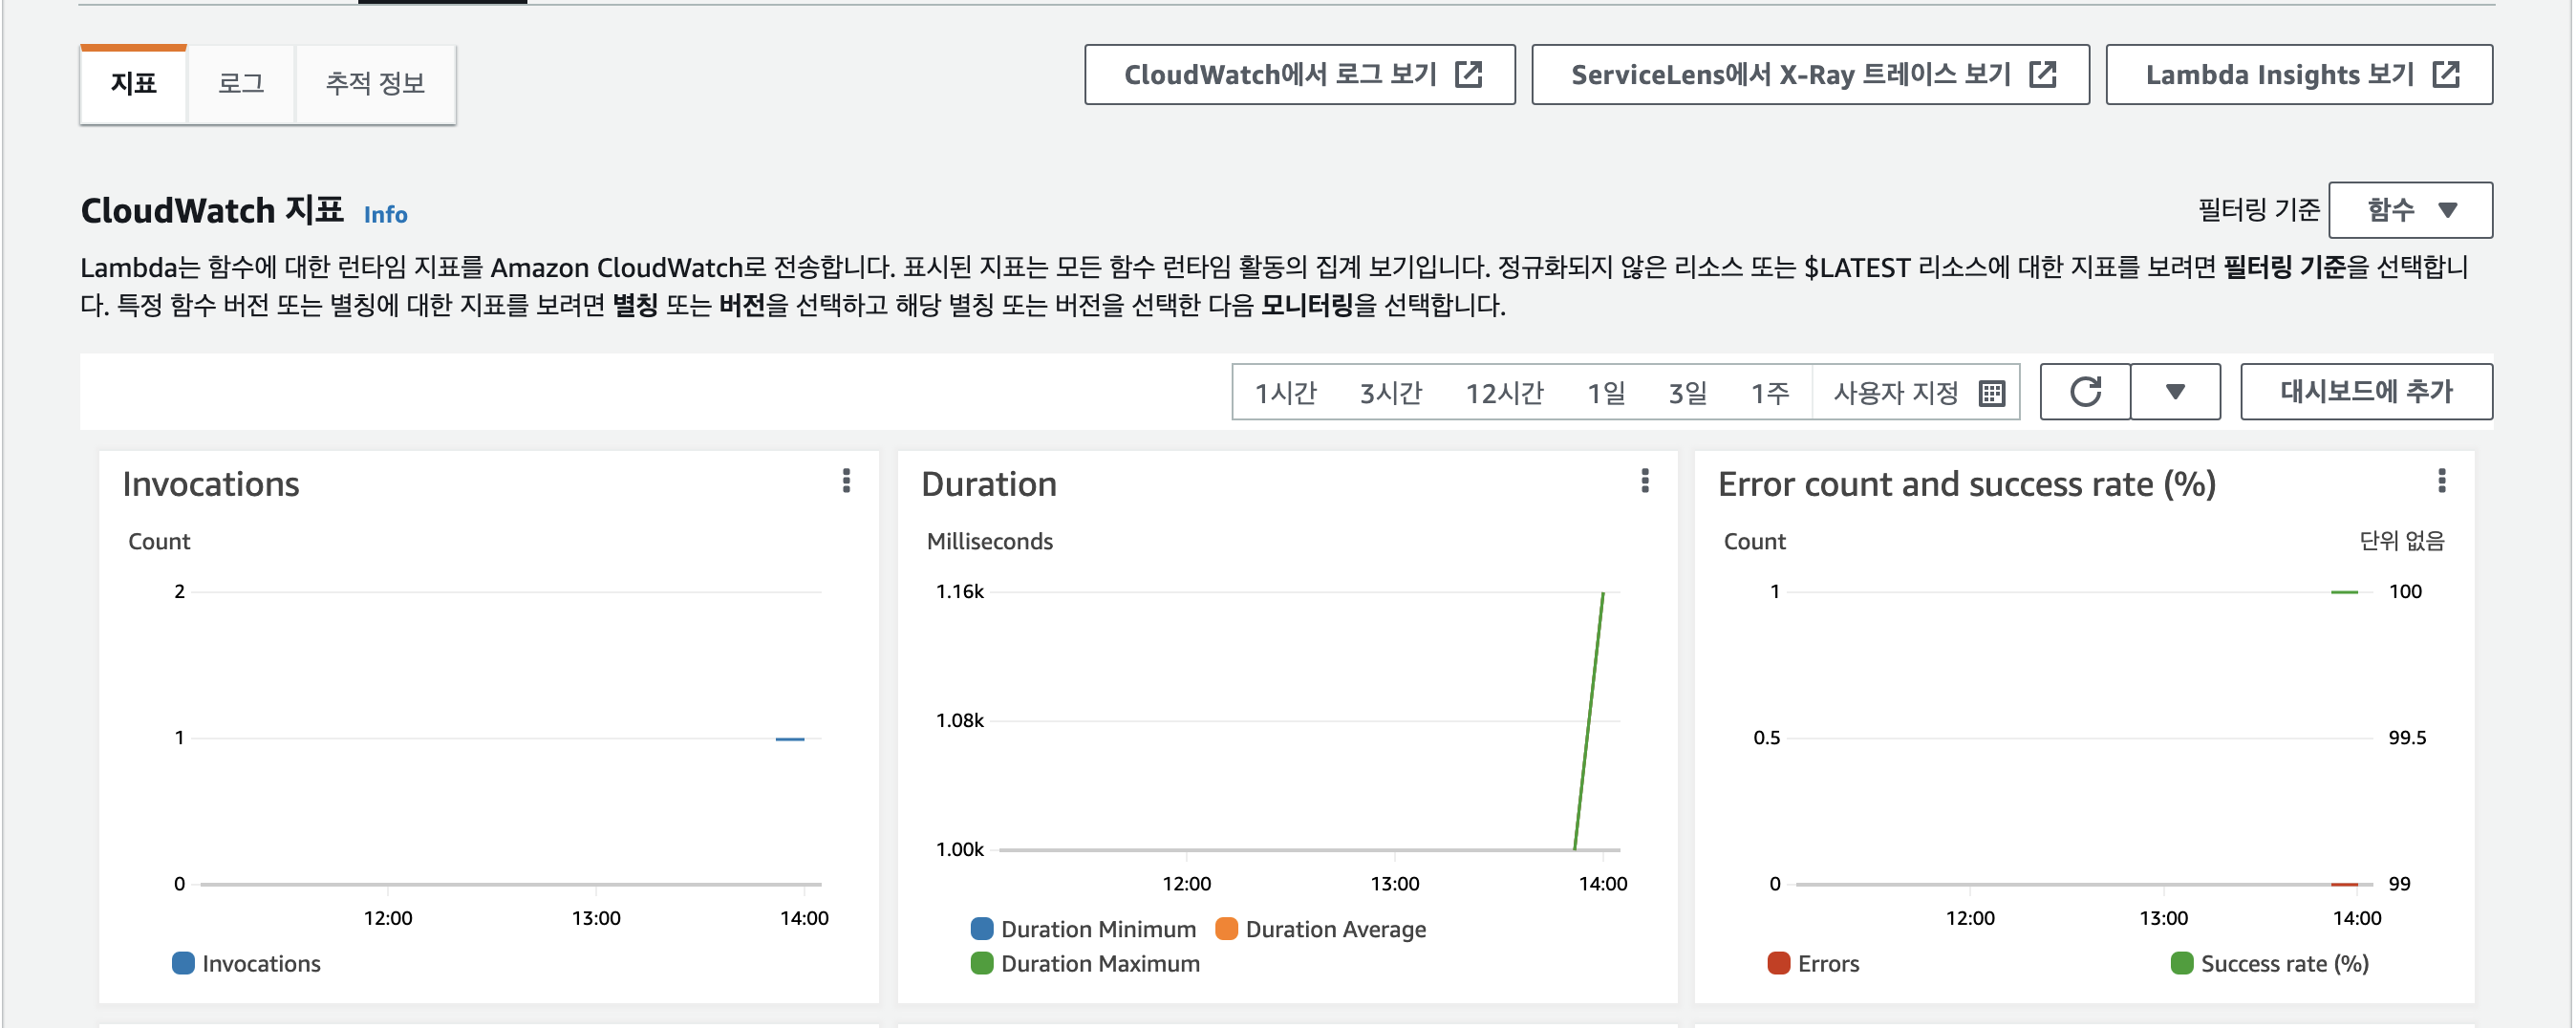 지표 로그 추적 정보 CloudWatch에서 로그 보기 ServiceLens에서 X-Ray 트레이스 보기 Lambda Insights 보기
CloudWatch 지표 Info 필터링 기준 함수
Lambda는 함수에 대한 런타임 지표를 Amazon CloudWatch로 전송합니다. 표시된 지표는 모든 함수 런타임 활동의 집계 보기입니다. 정규화되지 않은 리소스 또는 $LATEST 리소스에 대한 지표를 보려면 필터링 기준을 선택합니
다. 특정 함수 버전 또는 별칭에 대한 지표를 보려면 별칭 또는 버전을 선택하고 해당 별칭 또는 버전을 선택한 다음 모니터링을 선택합니다.
1시간 3시간 12시간 1일 3일 1주 사용자 지정 대시보드에 추가
Invocations
Count
2
1
0
12:00 13:00 14:00
Invocations
Duration
Milliseconds
1.16k
1.08k
1.00k
12:00 13:00 14:00
Duration Minimum Duration Average
Duration Maximum
Error count and success rate (%)
Count 단위 없음
1 100
0.5 99.5
0 99
12:00 13:00 14:00
Errors Success rate (%)